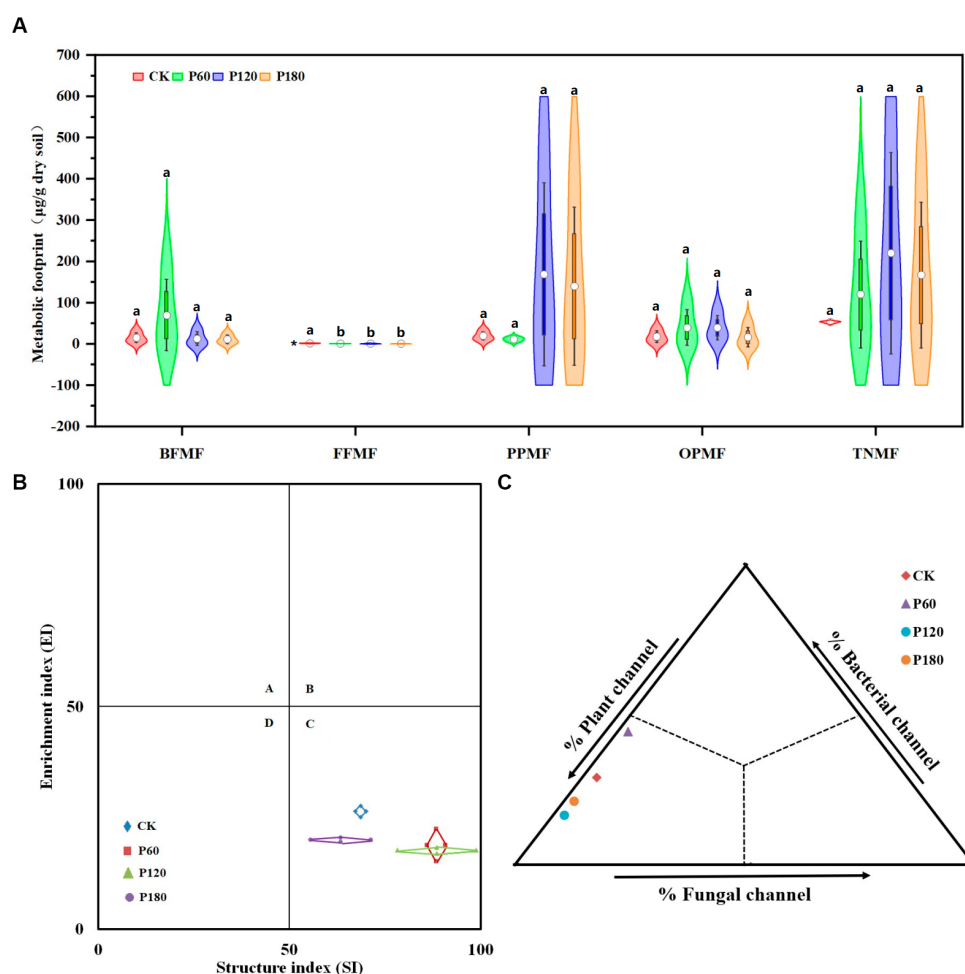 A
700
600
500
400
300
200
100
0
-100
-200
Metabolic footprint（μg/g dry soil）
CK P60 P120 P180
a a a a
* a b b b
a a a a
a a a a
a a a a
BFMF FFMF PPMF OPMF TNMF
B
100
50
0
Enrichment index (EI)
A B
D C
CK
P60
P120
P180
0 50 100
Structure index (SI)
C
CK
P60
P120
P180
% Plant channel
% Bacterial channel
% Fungal channel